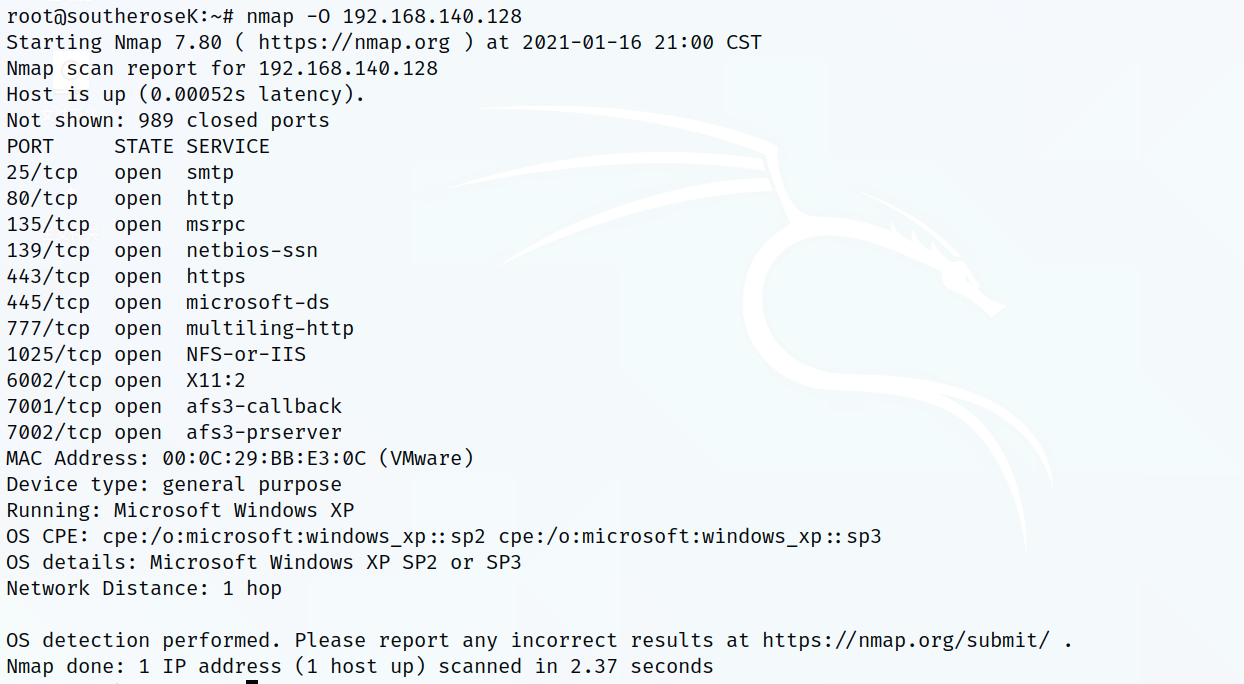 root@southeroseK:~# nmap -O 192.168.140.128
Starting Nmap 7.80 ( https://nmap.org ) at 2021-01-16 21:00 CST
Nmap scan report for 192.168.140.128
Host is up (0.00052s latency).
Not shown: 989 closed ports
PORT     STATE SERVICE
25/tcp   open  smtp
80/tcp   open  http
135/tcp  open  msrpc
139/tcp  open  netbios-ssn
443/tcp  open  https
445/tcp  open  microsoft-ds
777/tcp  open  multiling-http
1025/tcp open  NFS-or-IIS
6002/tcp open  X11:2
7001/tcp open  afs3-callback
7002/tcp open  afs3-prserver
MAC Address: 00:0C:29:BB:E3:0C (VMware)
Device type: general purpose
Running: Microsoft Windows XP
OS CPE: cpe:/o:microsoft:windows_xp::sp2 cpe:/o:microsoft:windows_xp::sp3
OS details: Microsoft Windows XP SP2 or SP3
Network Distance: 1 hop

OS detection performed. Please report any incorrect results at https://nmap.org/submit/ .
Nmap done: 1 IP address (1 host up) scanned in 2.37 seconds